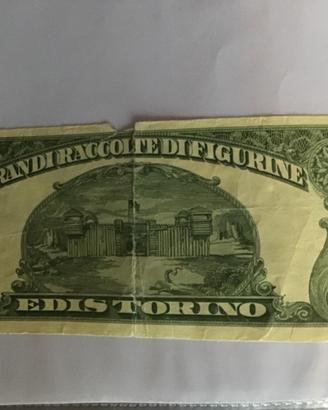 RANDI RACCOLTE DI FIGURINE
EDIS TORINO